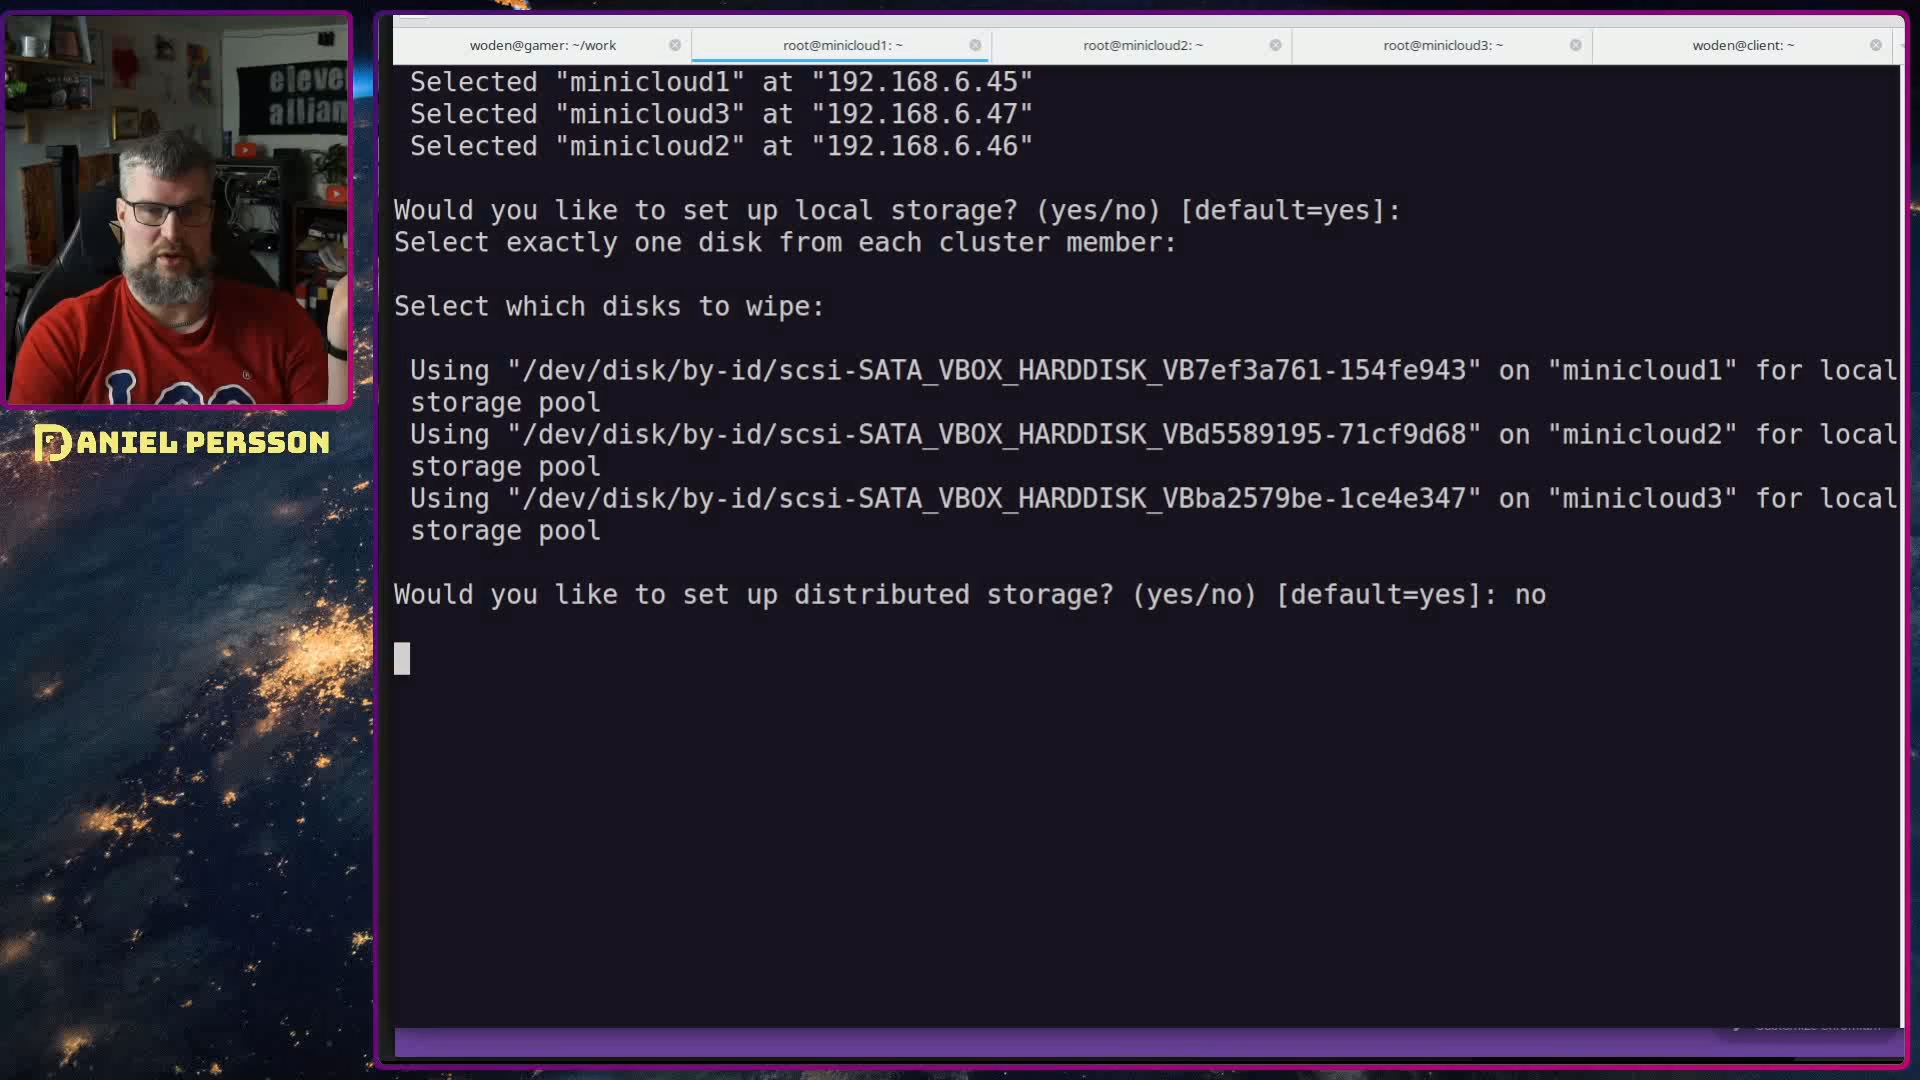 woden@gamer: ~/work
root@minicloud1: ~
root@minicloud2: ~
root@minicloud3: ~
woden@client: ~
Selected "minicloud1" at "192.168.6.45"
Selected "minicloud3" at "192.168.6.47"
Selected "minicloud2" at "192.168.6.46"
Would you like to set up local storage? (yes/no) [default=yes]:
Select exactly one disk from each cluster member:
Select which disks to wipe:
Using "/dev/disk/by-id/scsi-SATA_VBOX_HARDDISK_VB7ef3a761-154fe943" on "minicloud1" for local
storage pool
Using "/dev/disk/by-id/scsi-SATA_VBOX_HARDDISK_VBd5589195-71cf9d68" on "minicloud2" for local
storage pool
Using "/dev/disk/by-id/scsi-SATA_VBOX_HARDDISK_VBba2579be-1ce4e347" on "minicloud3" for local
storage pool
Would you like to set up distributed storage? (yes/no) [default=yes]: no
DANIEL PERSSON